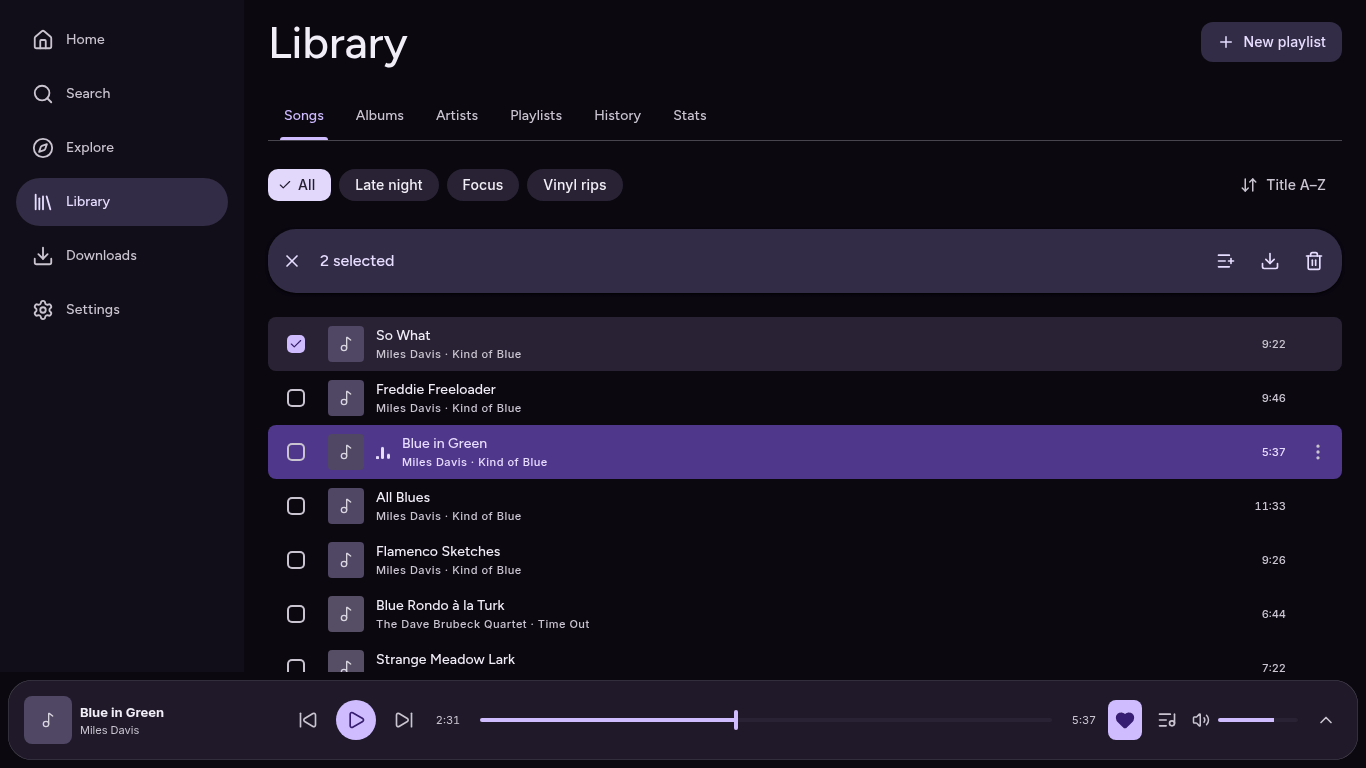 Home
Search
Explore
Library
Downloads
Settings
Library
New playlist
Songs
Albums
Artists
Playlists
History
Stats
All
Late night
Focus
Vinyl rips
Title A–Z
2 selected
So What
Miles Davis · Kind of Blue
9:22
Freddie Freeloader
Miles Davis · Kind of Blue
9:46
Blue in Green
Miles Davis · Kind of Blue
5:37
All Blues
Miles Davis · Kind of Blue
11:33
Flamenco Sketches
Miles Davis · Kind of Blue
9:26
Blue Rondo à la Turk
The Dave Brubeck Quartet · Time Out
6:44
Strange Meadow Lark
7:22
Blue in Green
Miles Davis
2:31
5:37